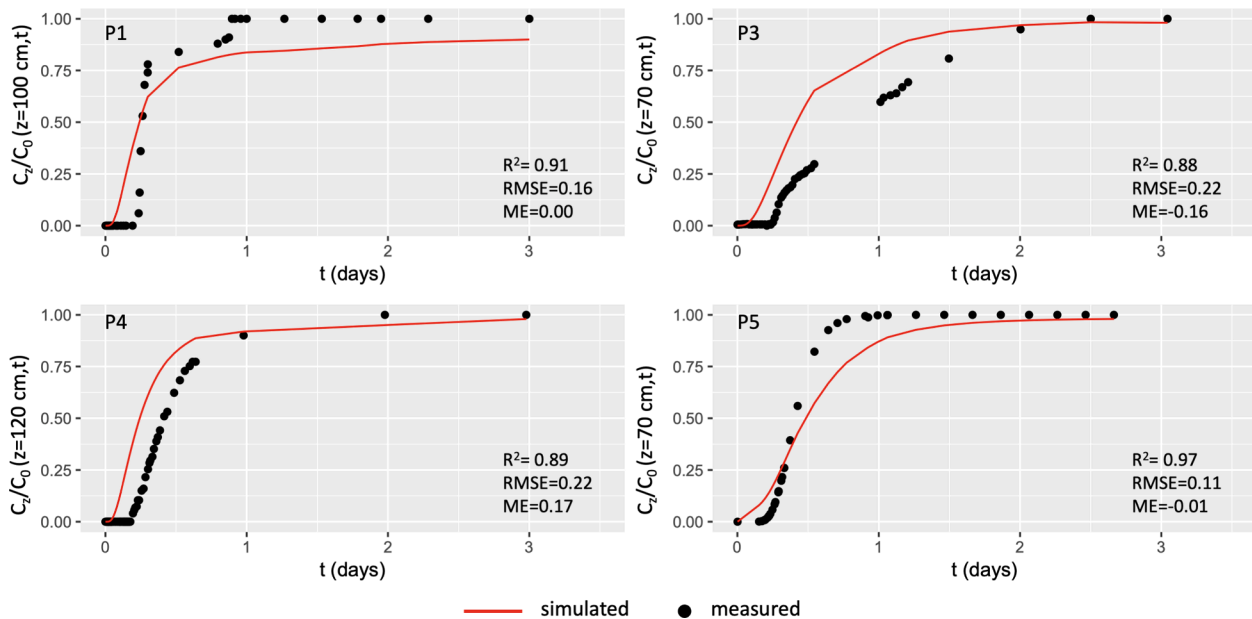 P1
1.00
0.75
0.50
0.25
0.00
C_z/C_0 (z=100 cm,t)
R²= 0.91
RMSE=0.16
ME=0.00
0
1
2
3
t (days)
P3
1.00
0.75
0.50
0.25
0.00
C_z/C_0 (z=70 cm,t)
R²= 0.88
RMSE=0.22
ME=-0.16
0
1
2
3
t (days)
P4
1.00
0.75
0.50
0.25
0.00
C_z/C_0 (z=120 cm,t)
R²= 0.89
RMSE=0.22
ME=0.17
0
1
2
3
t (days)
P5
1.00
0.75
0.50
0.25
0.00
C_z/C_0 (z=70 cm,t)
R²= 0.97
RMSE=0.11
ME=-0.01
0
1
2
3
t (days)
simulated
measured